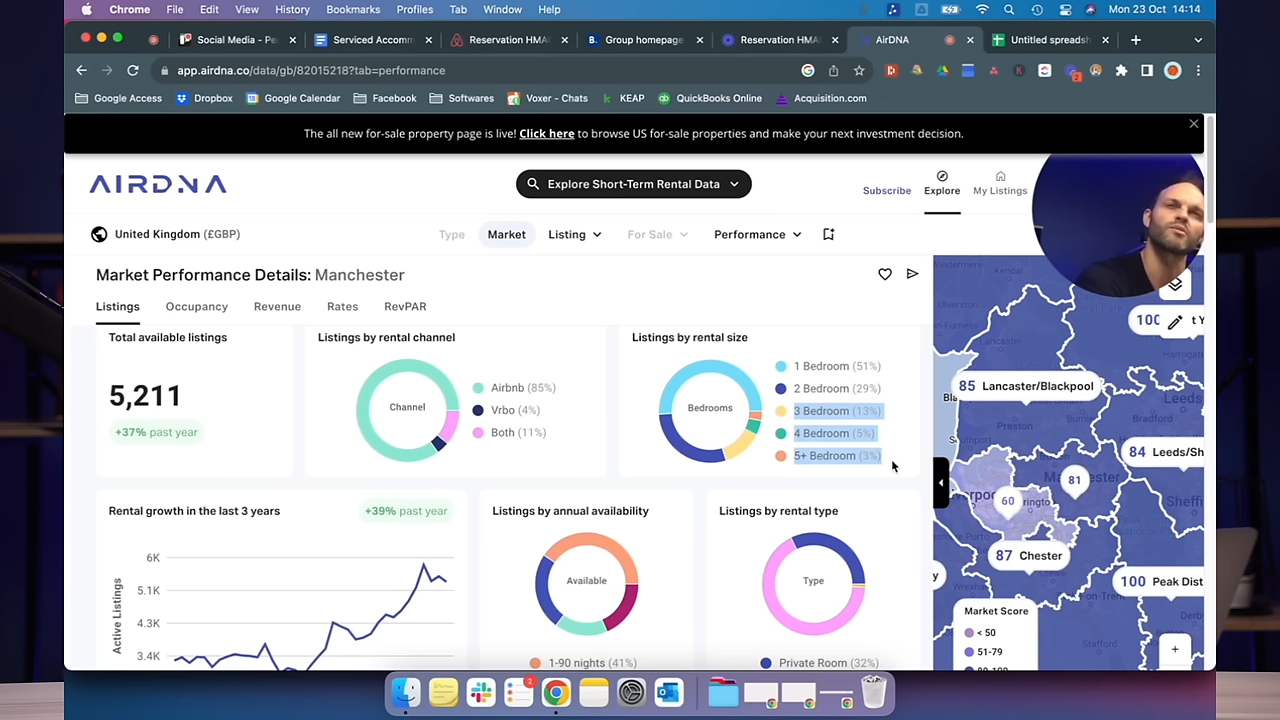 Chrome File Edit View History Bookmarks Profiles Tab Window Help Mon 23 Oct 14:14
Social Media - Pe Serviced Accomm Reservation HMA Group homepage Reservation HMA AirDNA Untitled spreadsh
app.airdna.co/data/gb/82015218?tab=performance
Google Access Dropbox Google Calendar Facebook Softwares Voxer - Chats KEAP QuickBooks Online Acquisition.com
The all new for-sale property page is live! Click here to browse US for-sale properties and make your next investment decision.
AIRDNA
Explore Short-Term Rental Data
Subscribe Explore My Listings
United Kingdom (£GBP) Type Market Listing For Sale Performance
Market Performance Details: Manchester
Listings Occupancy Revenue Rates RevPAR
Total available listings
5,211
+37% past year
Listings by rental channel
Channel
Airbnb (85%)
Vrbo (4%)
Both (11%)
Listings by rental size
Bedrooms
1 Bedroom (51%)
2 Bedroom (29%)
3 Bedroom (13%)
4 Bedroom (5%)
5+ Bedroom (3%)
Rental growth in the last 3 years
+39% past year
6K
5.1K
4.3K
3.4K
Active Listings
Listings by annual availability
Available
1-90 nights (41%)
Listings by rental type
Type
Private Room (32%)
100 t Y
85 Lancaster/Blackpool
Preston
84 Leeds/Sh
81
60
87 Chester
100 Peak Dist
Stafford
Market Score
< 50
51-79
+
2